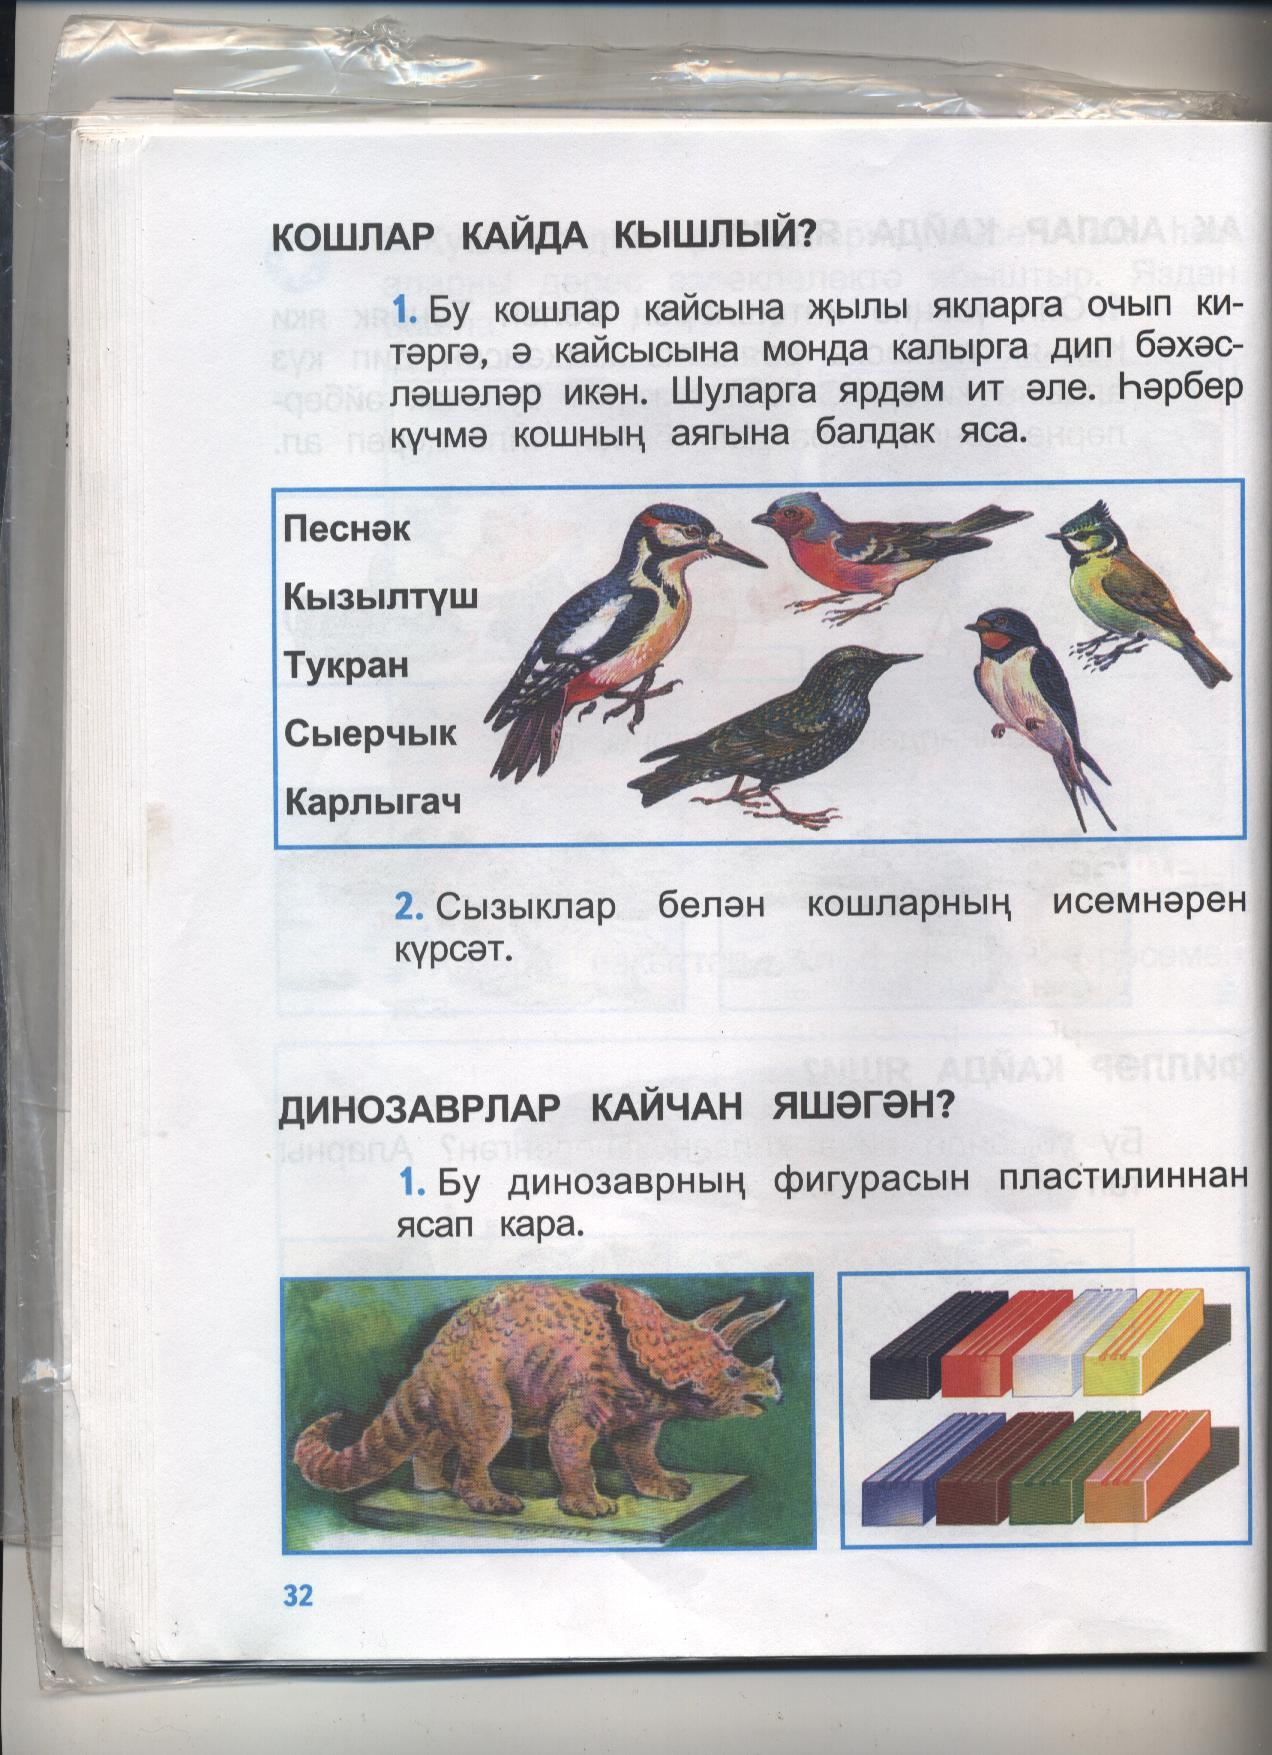 КОШЛАР КАЙДА КЫШЛЫЙ?
1. Бу кошлар кайсына җылы якларга очып ки-
тәргә, ә кайсысына монда калырга дип бәхәс-
ләшәләр икән. Шуларга ярдәм ит әле. Һәрбер
күчмә кошның аягына балдак яса.
Песнәк
Кызылтүш
Тукран
Сыерчык
Карлыгач
2. Сызыклар белән кошларның исемнәрен
күрсәт.
ДИНОЗАВРЛАР КАЙЧАН ЯШӘГӘН?
1. Бу динозаврның фигурасын пластилиннан
ясап кара.
32